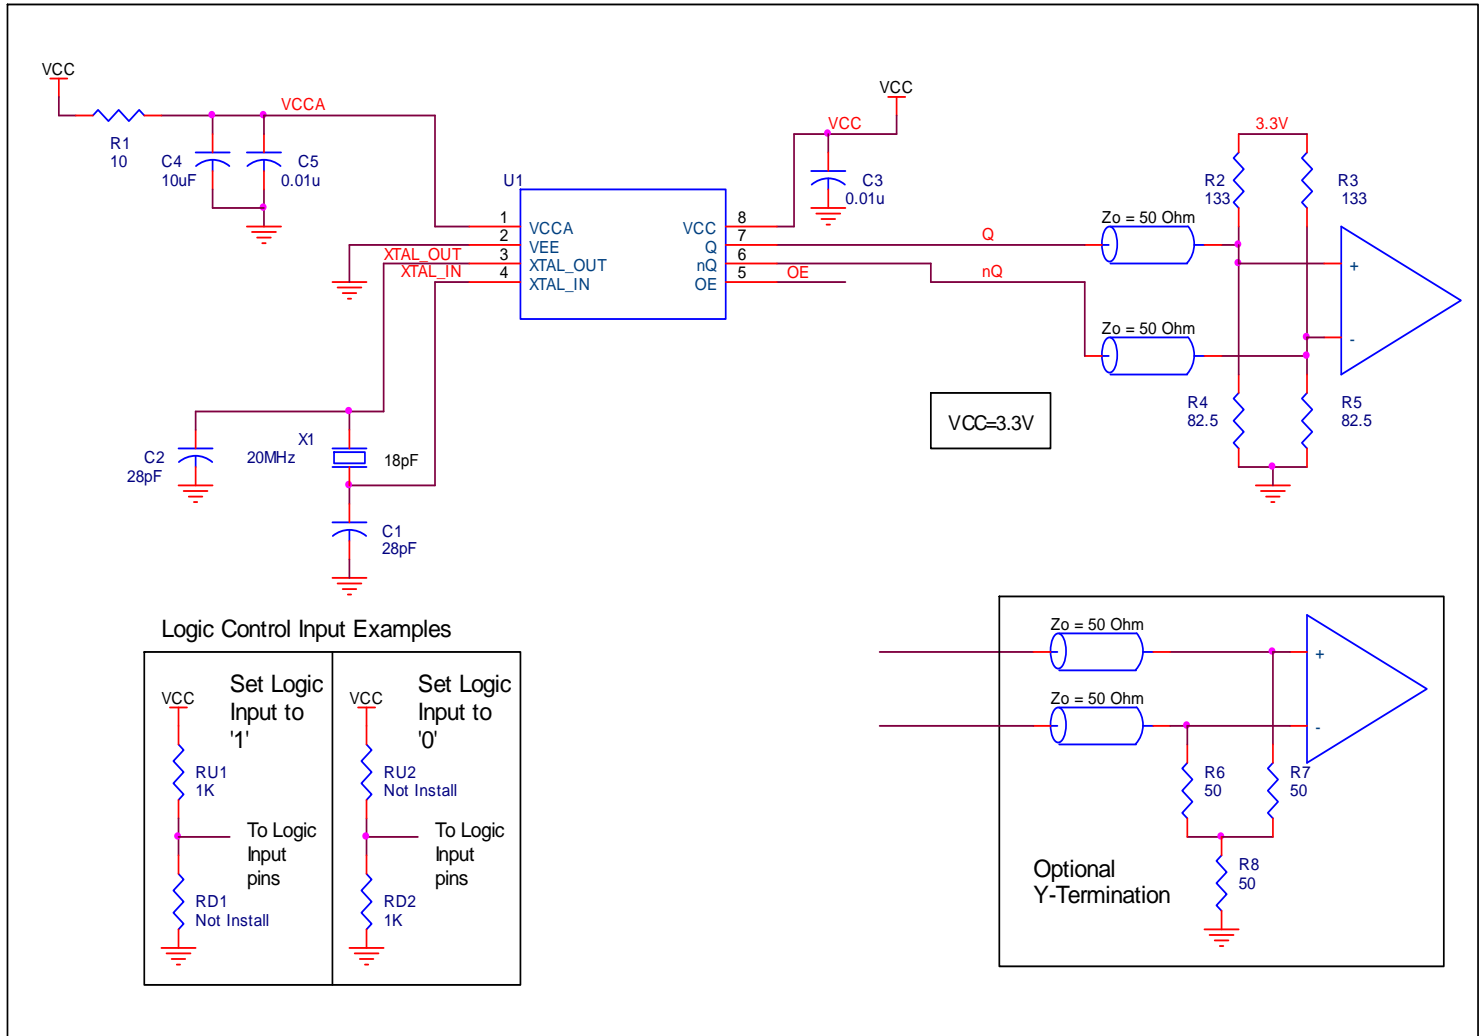 VCC
VCCA
R1
10
C4
10uF
C5
0.01u
VCC
VCC
C3
0.01u
3.3V
R2
133
R3
133
U1
1
2
3
4
VCCA
VEE
XTAL_OUT
XTAL_IN
VCC
Q
nQ
OE
8
7
6
5
XTAL_OUT
XTAL_IN
OE
Q
nQ
Zo = 50 Ohm
Zo = 50 Ohm
+
-
R4
82.5
R5
82.5
VCC=3.3V
C2
28pF
X1
20MHz
18pF
C1
28pF
Logic Control Input Examples
VCC
Set Logic
Input to
'1'
RU1
1K
To Logic
Input
pins
RD1
Not Install
VCC
Set Logic
Input to
'0'
RU2
Not Install
To Logic
Input
pins
RD2
1K
Zo = 50 Ohm
Zo = 50 Ohm
+
-
R6
50
R7
50
R8
50
Optional
Y-Termination